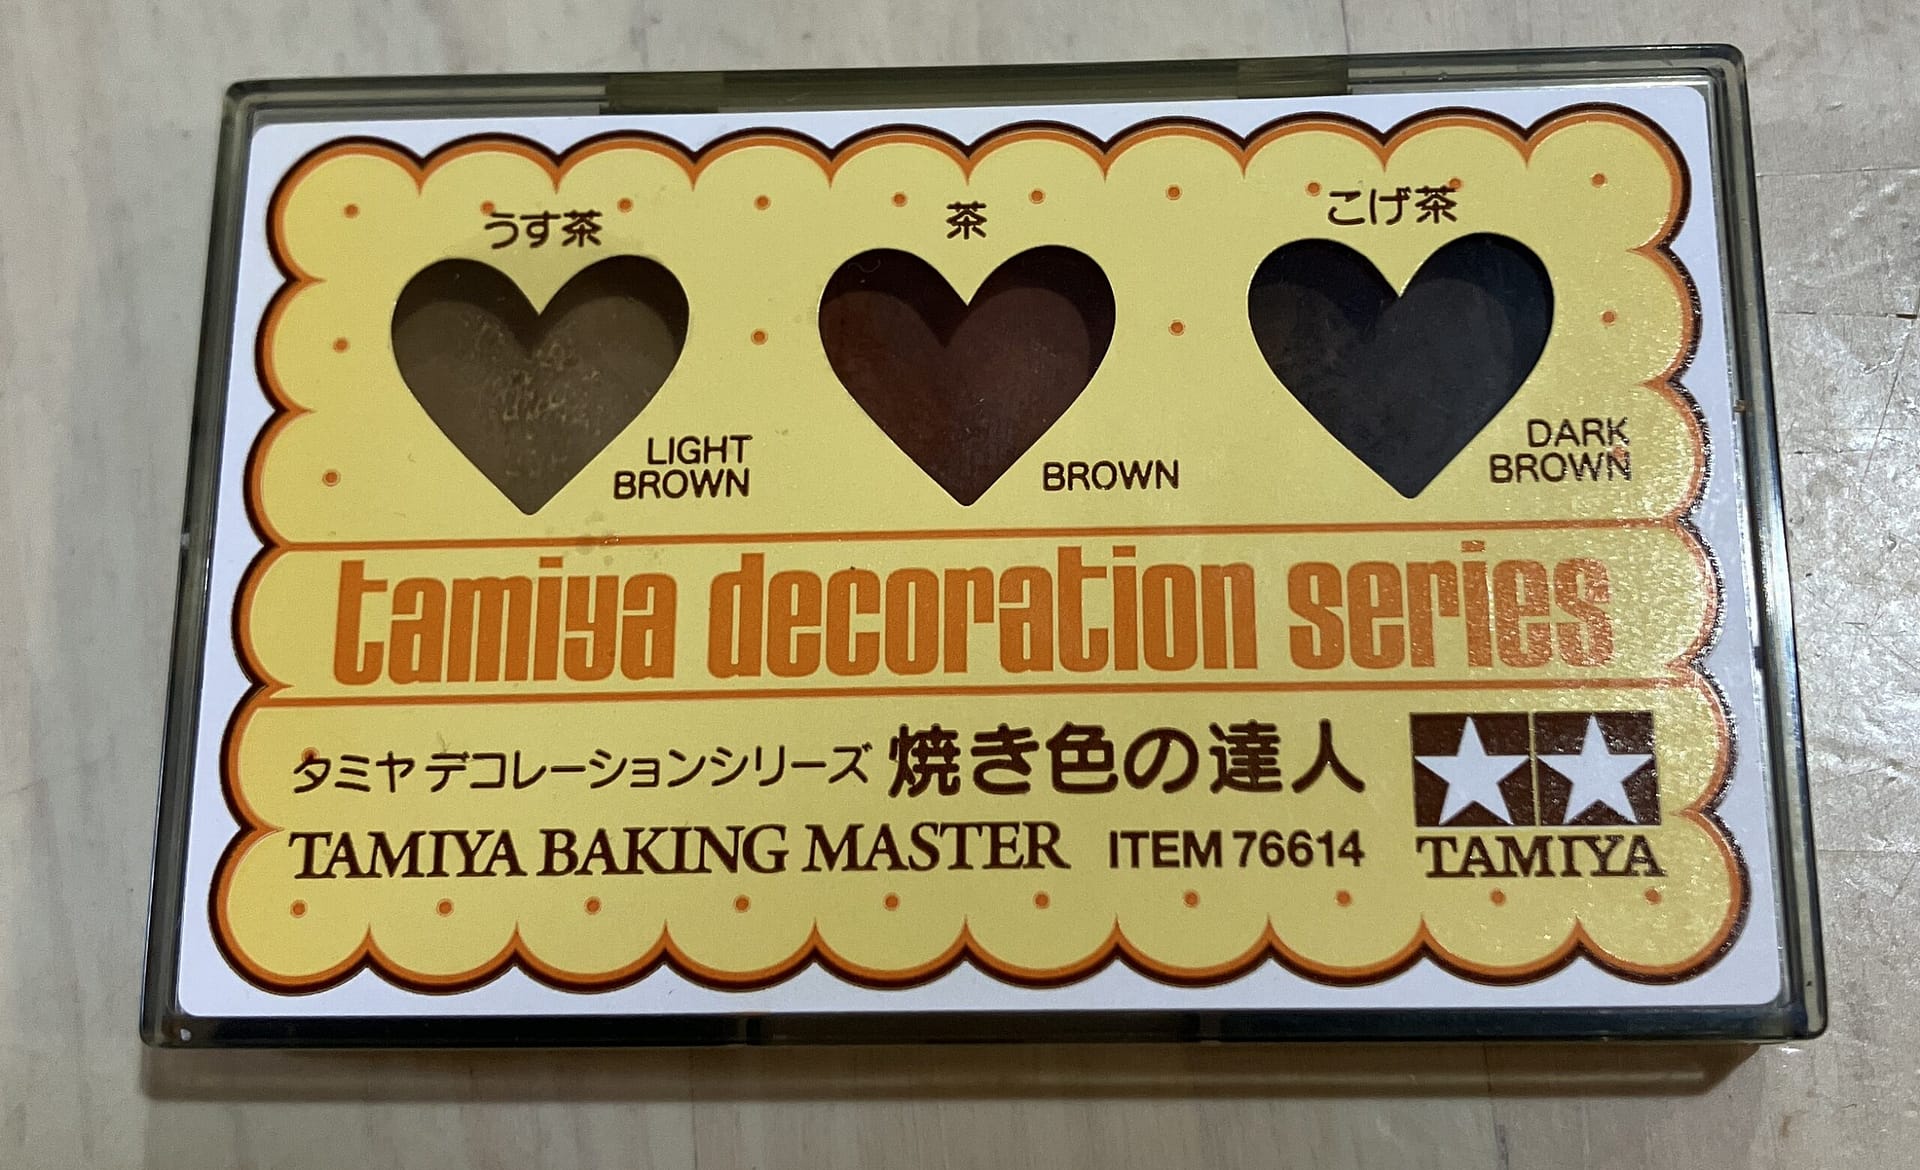 うす茶
茶
こげ茶
LIGHT
BROWN
BROWN
DARK
BROWN
tamiya decoration series
タミヤ デコレーションシリーズ 焼き色の達人
TAMIYA BAKING MASTER ITEM 76614
TAMIYA